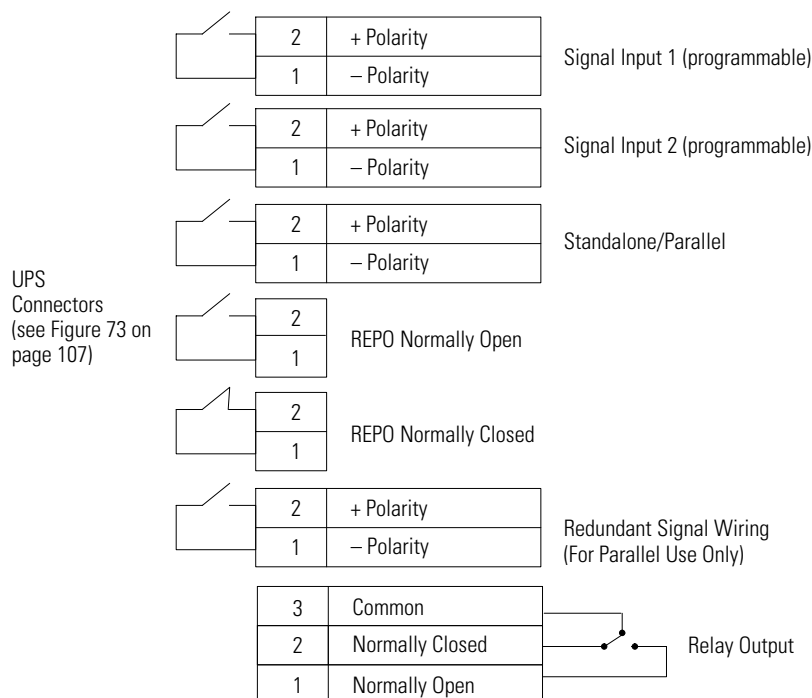 2 + Polarity
1 – Polarity
Signal Input 1 (programmable)
2 + Polarity
1 – Polarity
Signal Input 2 (programmable)
2 + Polarity
1 – Polarity
Standalone/Parallel
UPS
Connectors
(see Figure 73 on
page 107)
2
1
REPO Normally Open
2
1
REPO Normally Closed
2 + Polarity
1 – Polarity
Redundant Signal Wiring
(For Parallel Use Only)
3 Common
2 Normally Closed
1 Normally Open
Relay Output